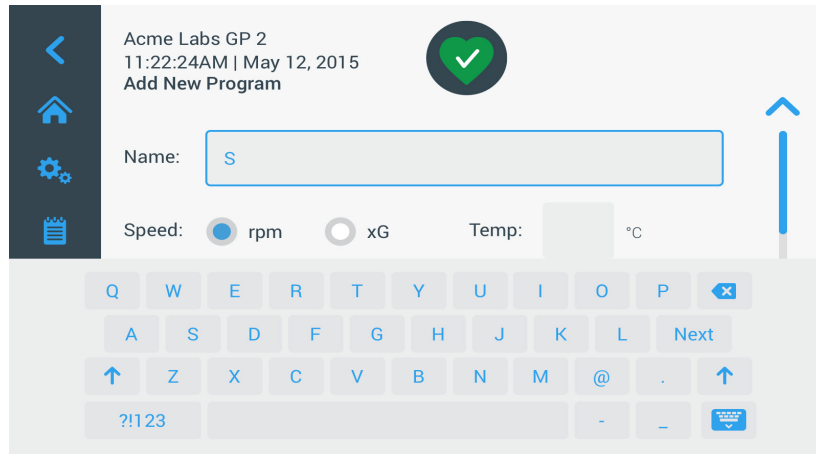 Acme Labs GP 2
11:22:24AM | May 12, 2015
Add New Program
Name: S
Speed: rpm xG Temp: °C
Q W E R T Y U I O P
A S D F G H J K L Next
Z X C V B N M @ .
?!123 - _